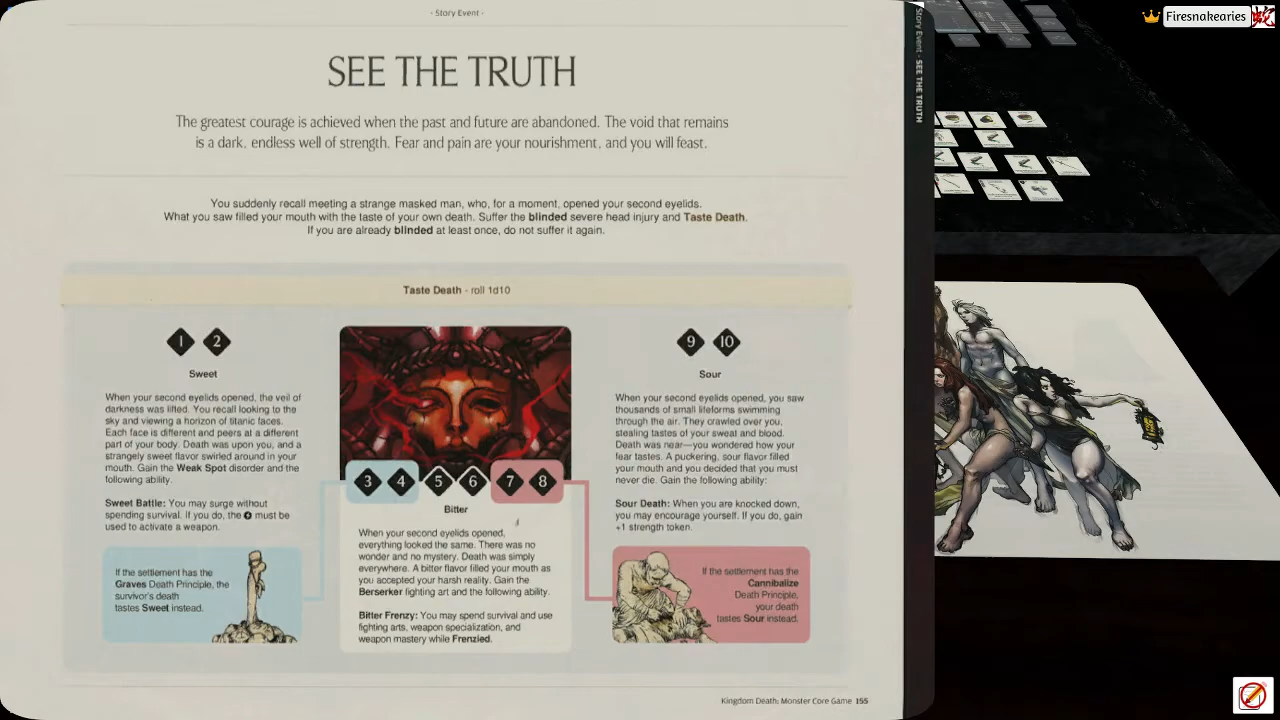 - Story Event -
SEE THE TRUTH
The greatest courage is achieved when the past and future are abandoned. The void that remains
is a dark, endless well of strength. Fear and pain are your nourishment, and you will feast.
You suddenly recall meeting a strange masked man, who, for a moment, opened your second eyelids.
What you saw filled your mouth with the taste of your own death. Suffer the blinded severe head injury and Taste Death.
If you are already blinded at least once, do not suffer it again.
Taste Death - roll 1d10
1 2
Sweet
When your second eyelids opened, the veil of
darkness was lifted. You recall looking to the
sky and viewing a horizon of titanic faces.
Each face is different and peers at a different
part of your body. Death was upon you, and a
strangely sweet flavor swirled around in your
mouth. Gain the Weak Spot disorder and the
following ability.
Sweet Battle: You may surge without
spending survival. If you do, the must be
used to activate a weapon.
If the settlement has the
Graves Death Principle, the
survivor's death
tastes Sweet instead.
3 4 5 6 7 8
Bitter
When your second eyelids opened,
everything looked the same. There was no
wonder and no mystery. Death was simply
everywhere. A bitter flavor filled your mouth as
you accepted your harsh reality. Gain the
Berserker fighting art and the following ability.
Bitter Frenzy: You may spend survival and use
fighting arts, weapon specialization, and
weapon mastery while Frenzied.
9 10
Sour
When your second eyelids opened, you saw
thousands of small lifeforms swimming
through the air. They crawled over you,
stealing tastes of your sweat and blood.
Death was near—you wondered how your
fear tastes. A puckering, sour flavor filled
your mouth and you decided that you must
never die. Gain the following ability:
Sour Death: When you are knocked down,
you may encourage yourself. If you do, gain
+1 strength token.
If the settlement has the
Cannibalize
Death Principle,
your death
tastes Sour instead.
Kingdom Death: Monster Core Game 155
Story Event - SEE THE TRUTH
Firesnakearies
蛇